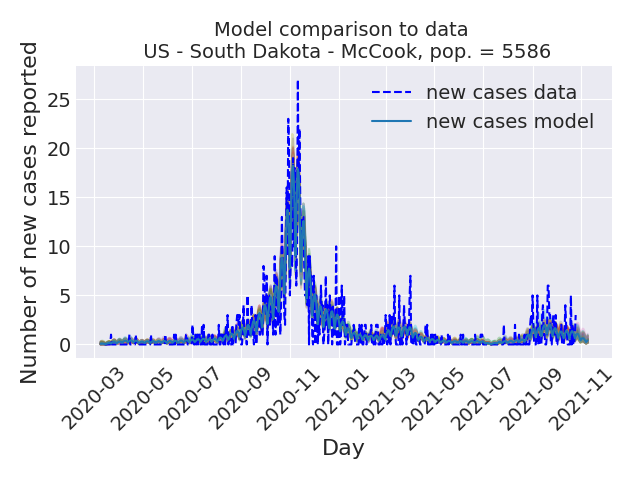 Model comparison to data
US - South Dakota - McCook, pop. = 5586
Number of new cases reported
25
20
15
10
5
0
new cases data
new cases model
2020-03
2020-05
2020-07
2020-09
2020-11
2021-01
2021-03
2021-05
2021-07
2021-09
2021-11
Day